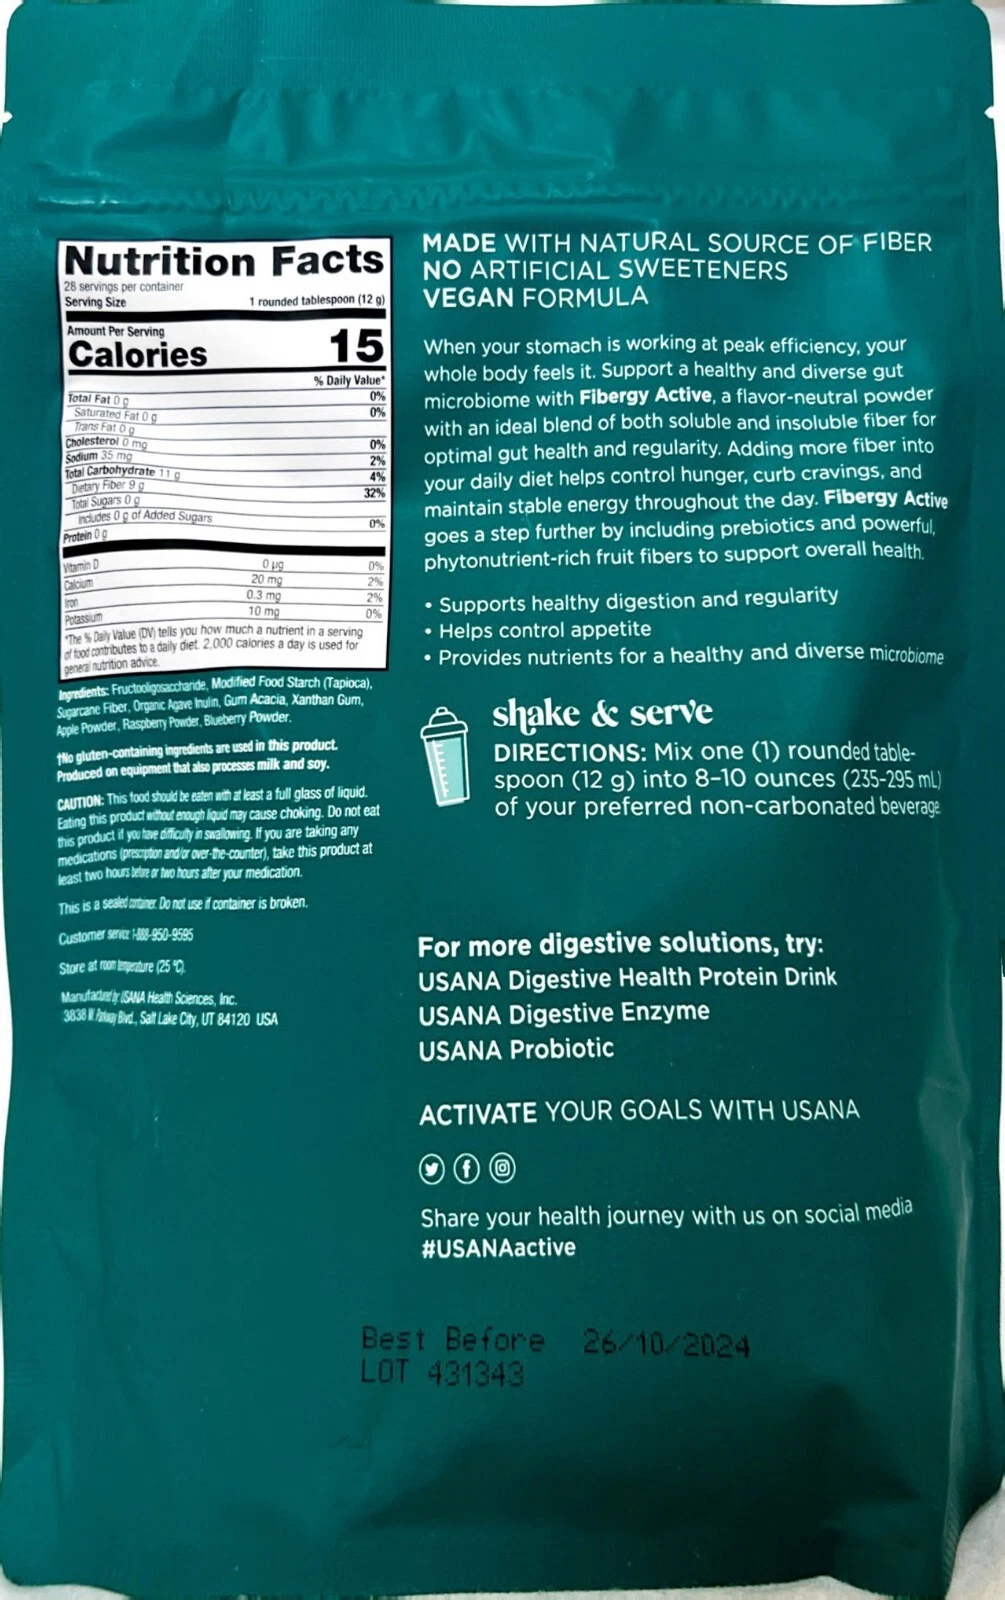 Nutrition Facts
28 servings per container
Serving Size 1 rounded tablespoon (12 g)
Amount Per Serving
Calories 15
% Daily Value*
Total Fat 0 g 0%
Saturated Fat 0 g 0%
Trans Fat 0 g
Cholesterol 0 mg 0%
Sodium 35 mg 2%
Total Carbohydrate 11 g 4%
Dietary Fiber 9 g 32%
Total Sugars 0 g
Includes 0 g of Added Sugars 0%
Protein 0 g
Vitamin D 0 µg 0%
Calcium 20 mg 2%
Iron 0.3 mg 2%
Potassium 10 mg 0%
*The % Daily Value (DV) tells you how much a nutrient in a serving
of food contributes to a daily diet. 2,000 calories a day is used for
general nutrition advice.
Ingredients: Fructooligosaccharide, Modified Food Starch (Tapioca),
Sugarcane Fiber, Organic Agave Inulin, Gum Acacia, Xanthan Gum,
Apple Powder, Raspberry Powder, Blueberry Powder.
†No gluten-containing ingredients are used in this product.
Produced on equipment that also processes milk and soy.
CAUTION: This food should be eaten with at least a full glass of liquid.
Eating this product without enough liquid may cause choking. Do not eat
this product if you have difficulty in swallowing. If you are taking any
medications (prescription and/or over-the-counter), take this product at
least two hours before or two hours after your medication.
This is a sealed container. Do not use if container is broken.
Customer service 1-888-950-9595
Store at room temperature (25 °C).
Manufactured by: USANA Health Sciences, Inc.
3838 W. Parkway Blvd., Salt Lake City, UT 84120 USA
MADE WITH NATURAL SOURCE OF FIBER
NO ARTIFICIAL SWEETENERS
VEGAN FORMULA
When your stomach is working at peak efficiency, your
whole body feels it. Support a healthy and diverse gut
microbiome with Fibergy Active, a flavor-neutral powder
with an ideal blend of both soluble and insoluble fiber for
optimal gut health and regularity. Adding more fiber into
your daily diet helps control hunger, curb cravings, and
maintain stable energy throughout the day. Fibergy Active
goes a step further by including prebiotics and powerful,
phytonutrient-rich fruit fibers to support overall health.
• Supports healthy digestion and regularity
• Helps control appetite
• Provides nutrients for a healthy and diverse microbiome
shake & serve
DIRECTIONS: Mix one (1) rounded table-
spoon (12 g) into 8–10 ounces (235-295 mL)
of your preferred non-carbonated beverage
For more digestive solutions, try:
USANA Digestive Health Protein Drink
USANA Digestive Enzyme
USANA Probiotic
ACTIVATE YOUR GOALS WITH USANA
Share your health journey with us on social media
#USANAactive
Best Before 26/10/2024
LOT 431343